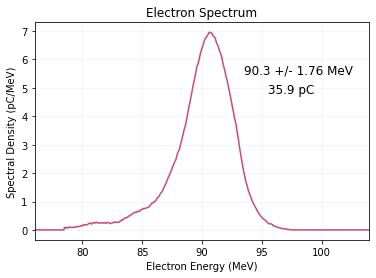 Electron Spectrum
7
6
5
4
3
2
1
0
Spectral Density (pC/MeV)
90.3 +/- 1.76 MeV
35.9 pC
80 85 90 95 100
Electron Energy (MeV)